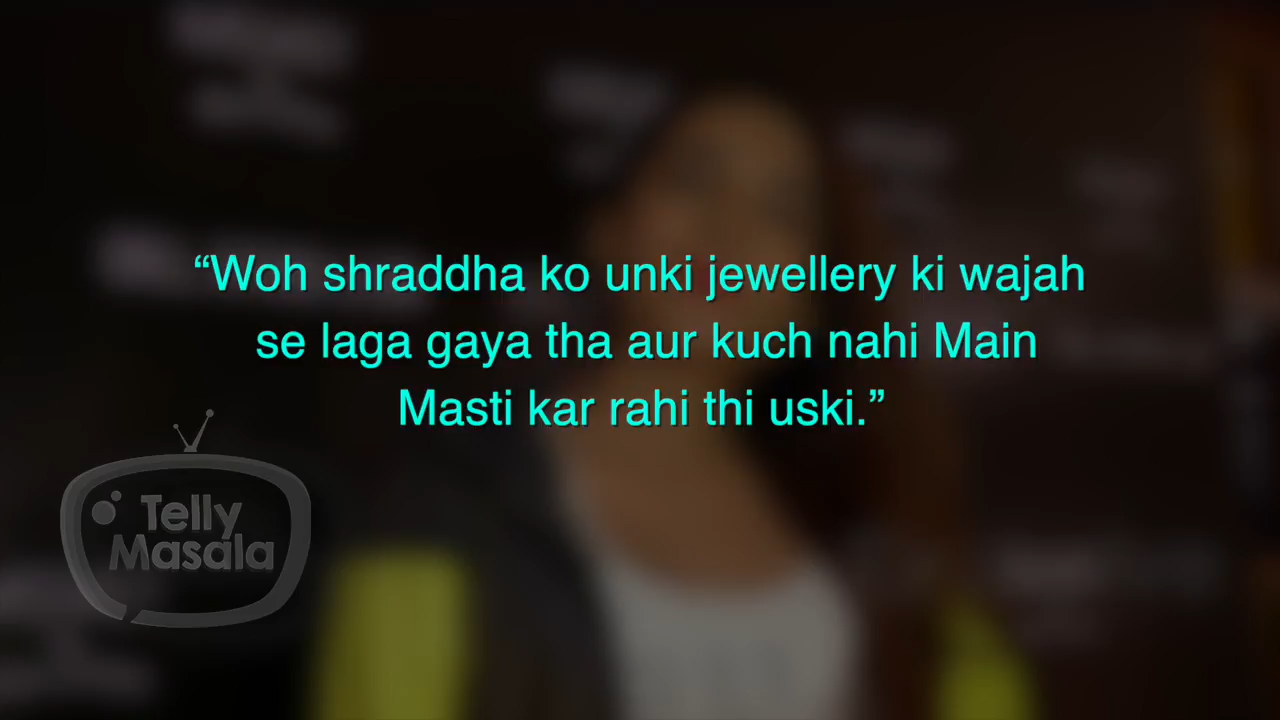 “Woh shraddha ko unki jewellery ki wajah
se laga gaya tha aur kuch nahi Main
Masti kar rahi thi uski.”
Telly
Masala